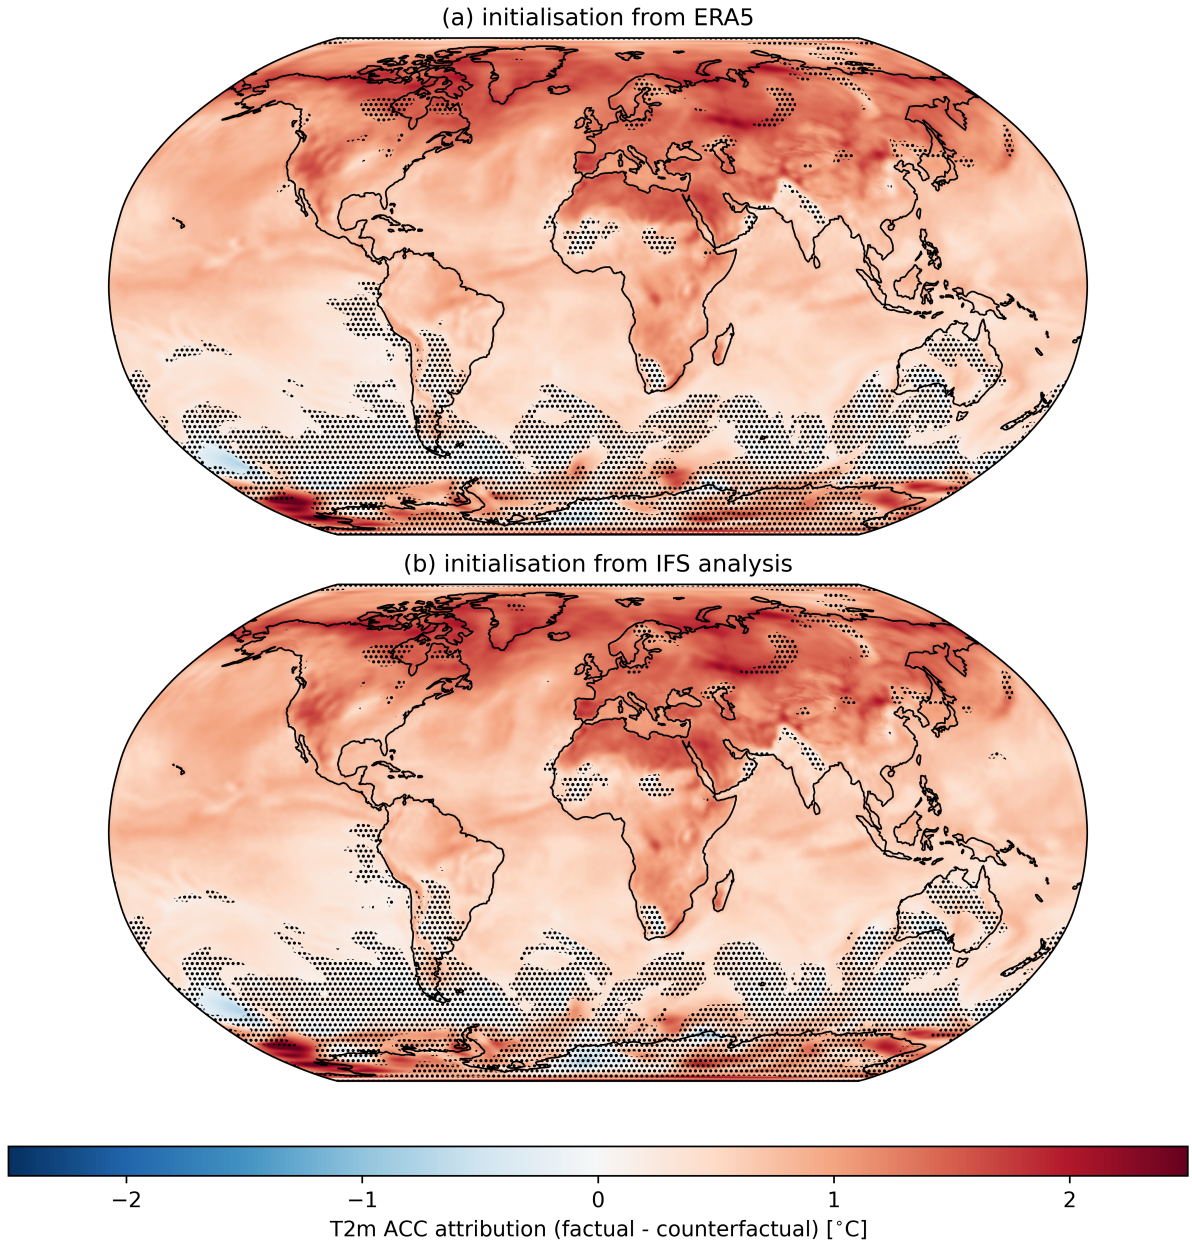 (a) initialisation from ERA5
(b) initialisation from IFS analysis
−2 −1 0 1 2
T2m ACC attribution (factual - counterfactual) [°C]